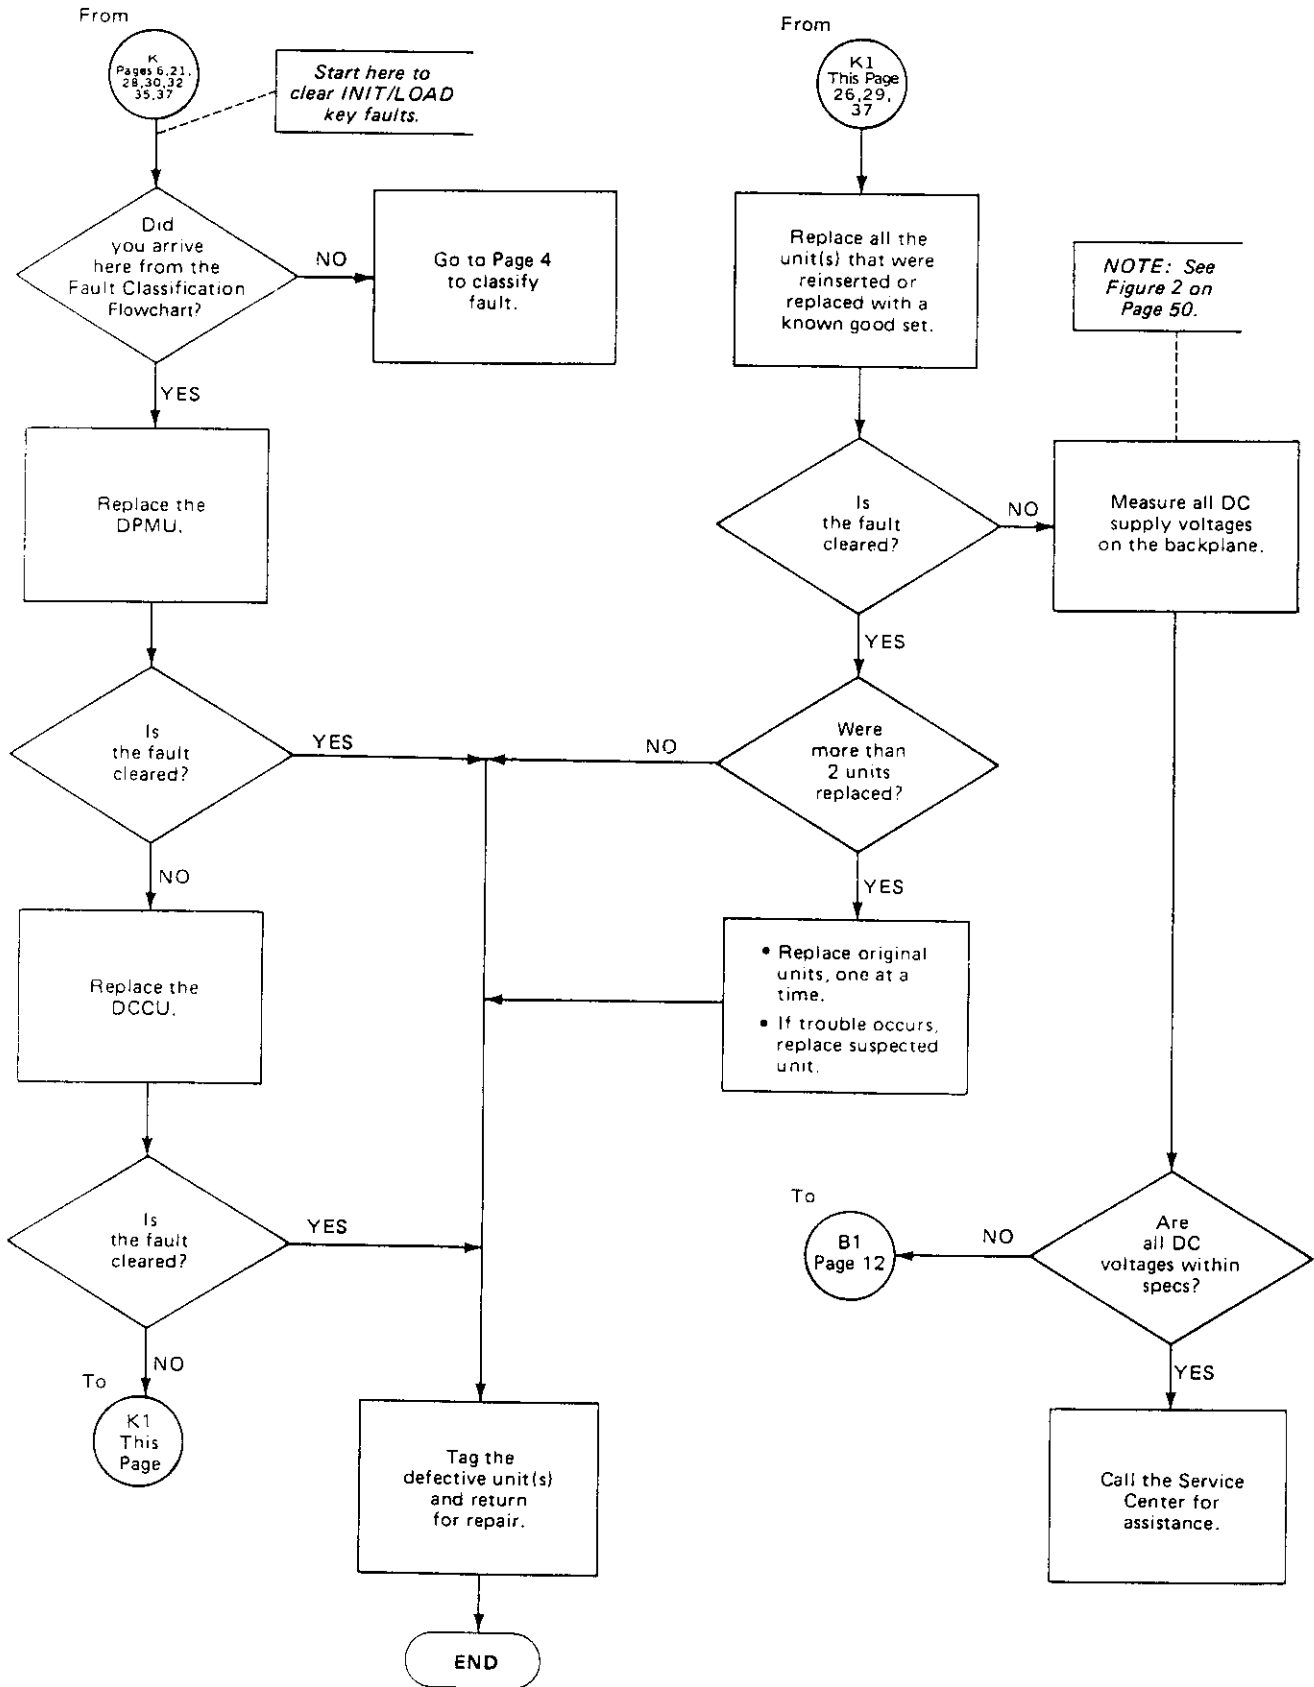 From
K
Pages 6,21,
28,30,32
35,37
Start here to
clear INIT/LOAD
key faults.
Did
you arrive
here from the
Fault Classification
Flowchart?
NO
Go to Page 4
to classify
fault.
YES
Replace the
DPMU.
Is
the fault
cleared?
YES
NO
Replace the
DCCU.
Is
the fault
cleared?
YES
NO
To
K1
This
Page
Tag the
defective unit(s)
and return
for repair.
END
From
K1
This Page
26,29,
37
Replace all the
unit(s) that were
reinserted or
replaced with a
known good set.
NOTE: See
Figure 2 on
Page 50.
Is
the fault
cleared?
NO
Measure all DC
supply voltages
on the backplane.
YES
Were
more than
2 units
replaced?
NO
YES
• Replace original
units, one at a
time.
• If trouble occurs,
replace suspected
unit.
Are
all DC
voltages within
specs?
NO
To
B1
Page 12
YES
Call the Service
Center for
assistance.